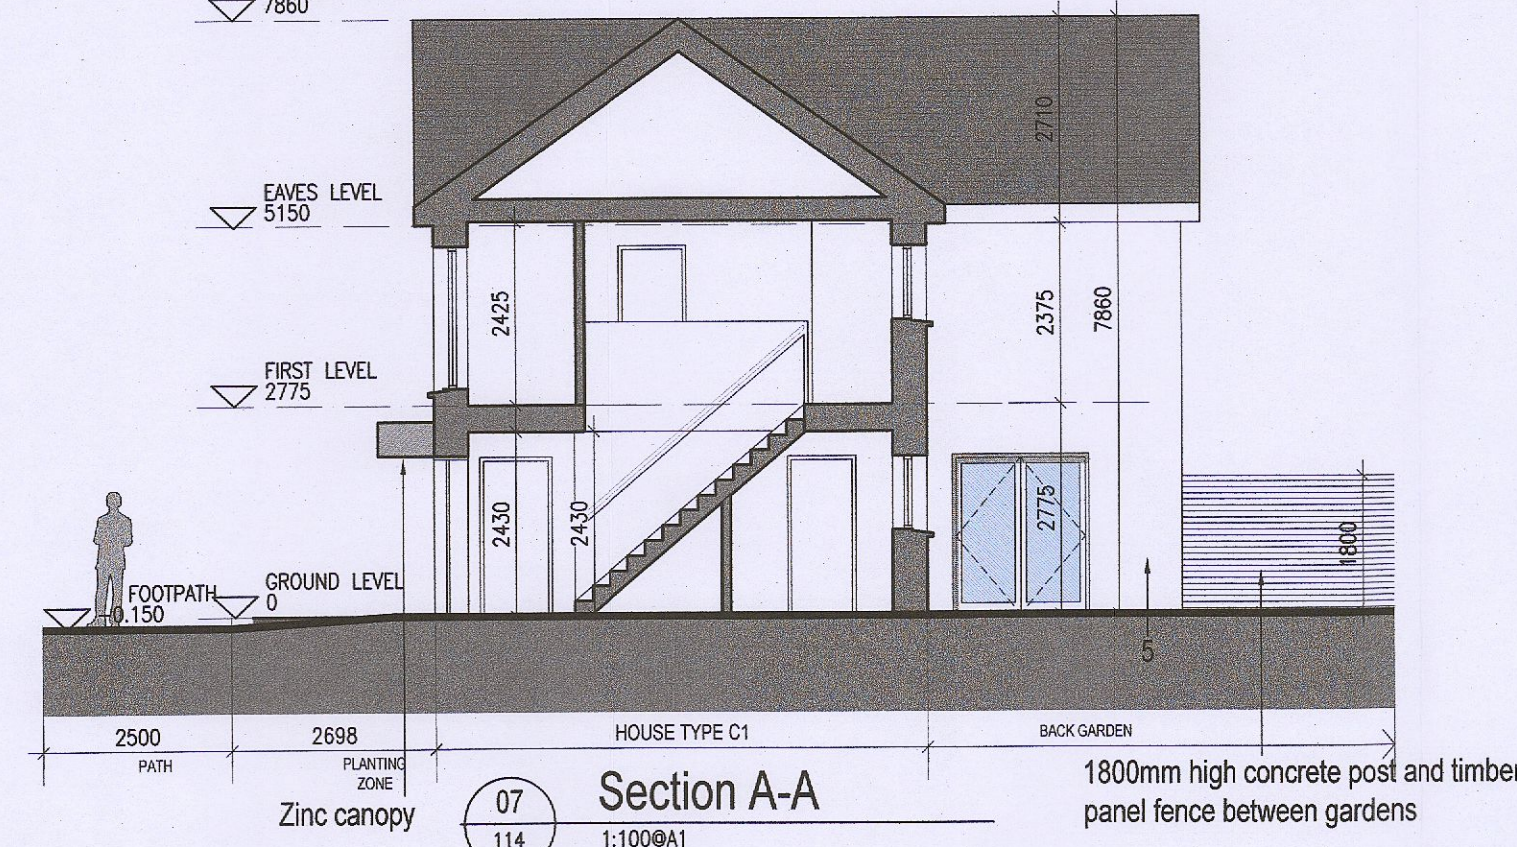 7860
2710
EAVES LEVEL
5150
2425
2375
7860
FIRST LEVEL
2775
2430
2430
2775
1800
FOOTPATH
-0.150
GROUND LEVEL
0
5
2500
PATH
2698
PLANTING
ZONE
HOUSE TYPE C1
BACK GARDEN
Zinc canopy
07
114
Section A-A
1:100@A1
1800mm high concrete post and timber
panel fence between gardens